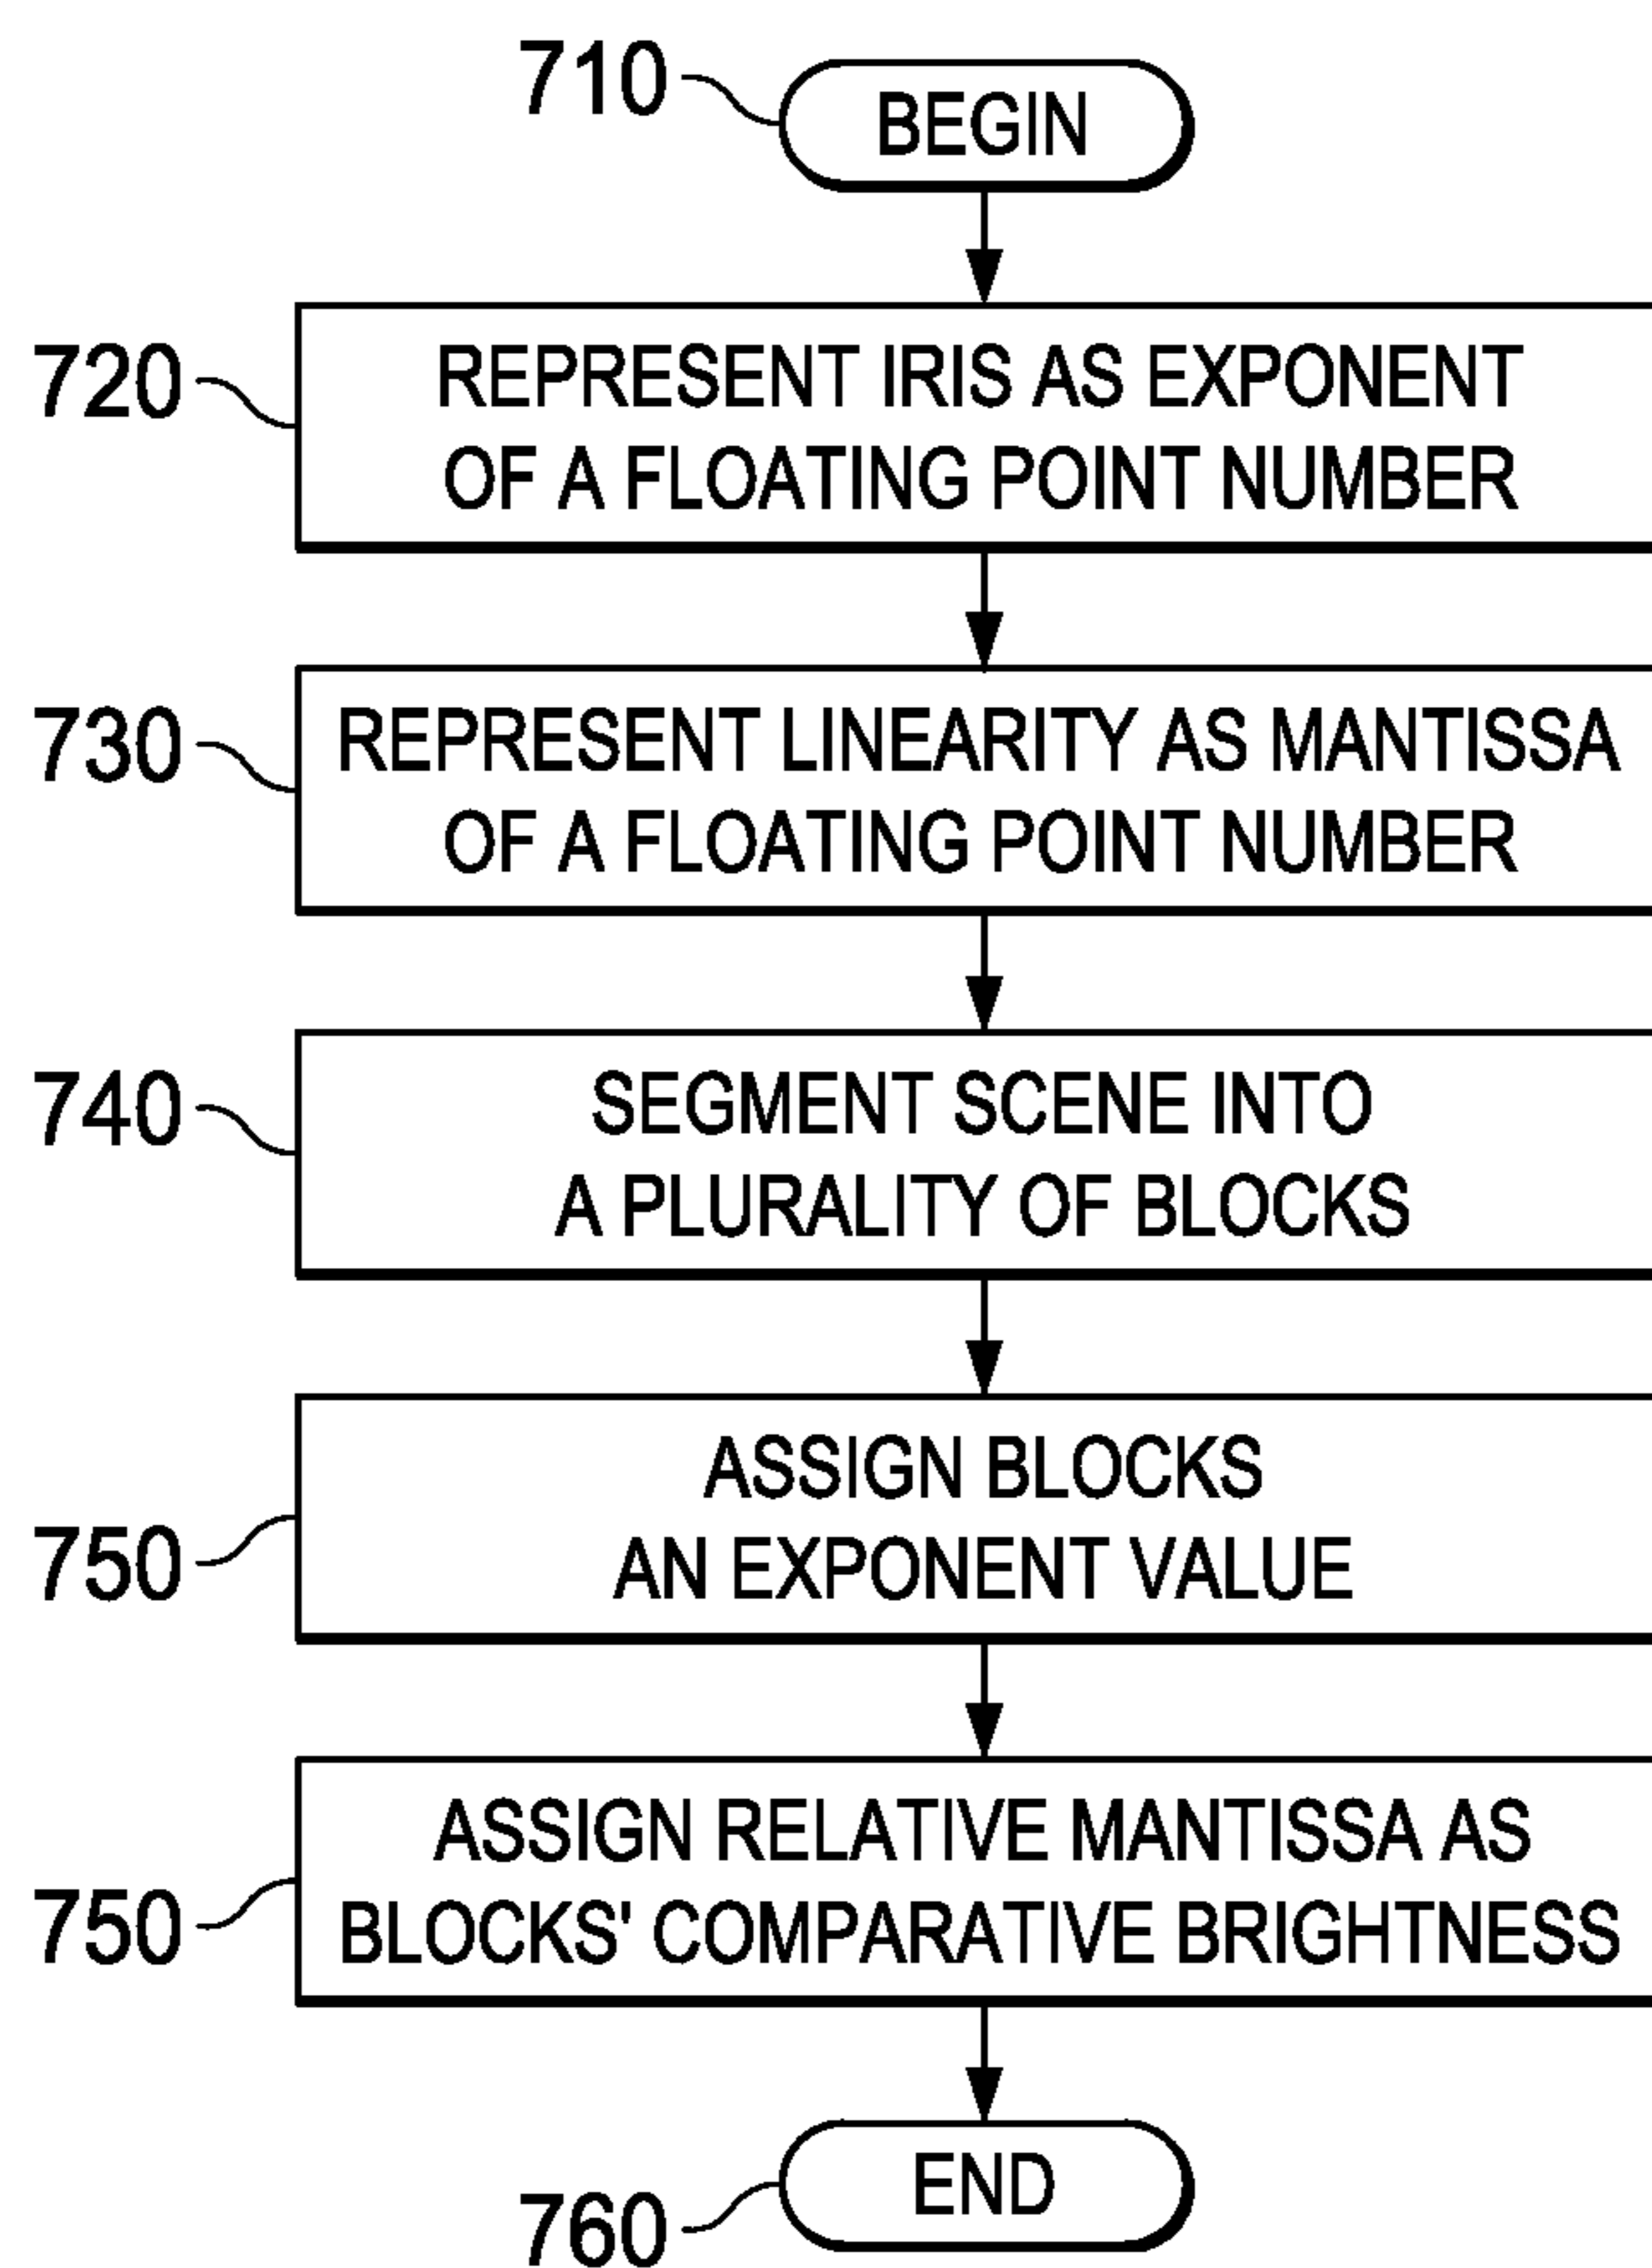 710
BEGIN
720
REPRESENT IRIS AS EXPONENT
OF A FLOATING POINT NUMBER
730
REPRESENT LINEARITY AS MANTISSA
OF A FLOATING POINT NUMBER
740
SEGMENT SCENE INTO
A PLURALITY OF BLOCKS
750
ASSIGN BLOCKS
AN EXPONENT VALUE
750
ASSIGN RELATIVE MANTISSA AS
BLOCKS' COMPARATIVE BRIGHTNESS
760
END